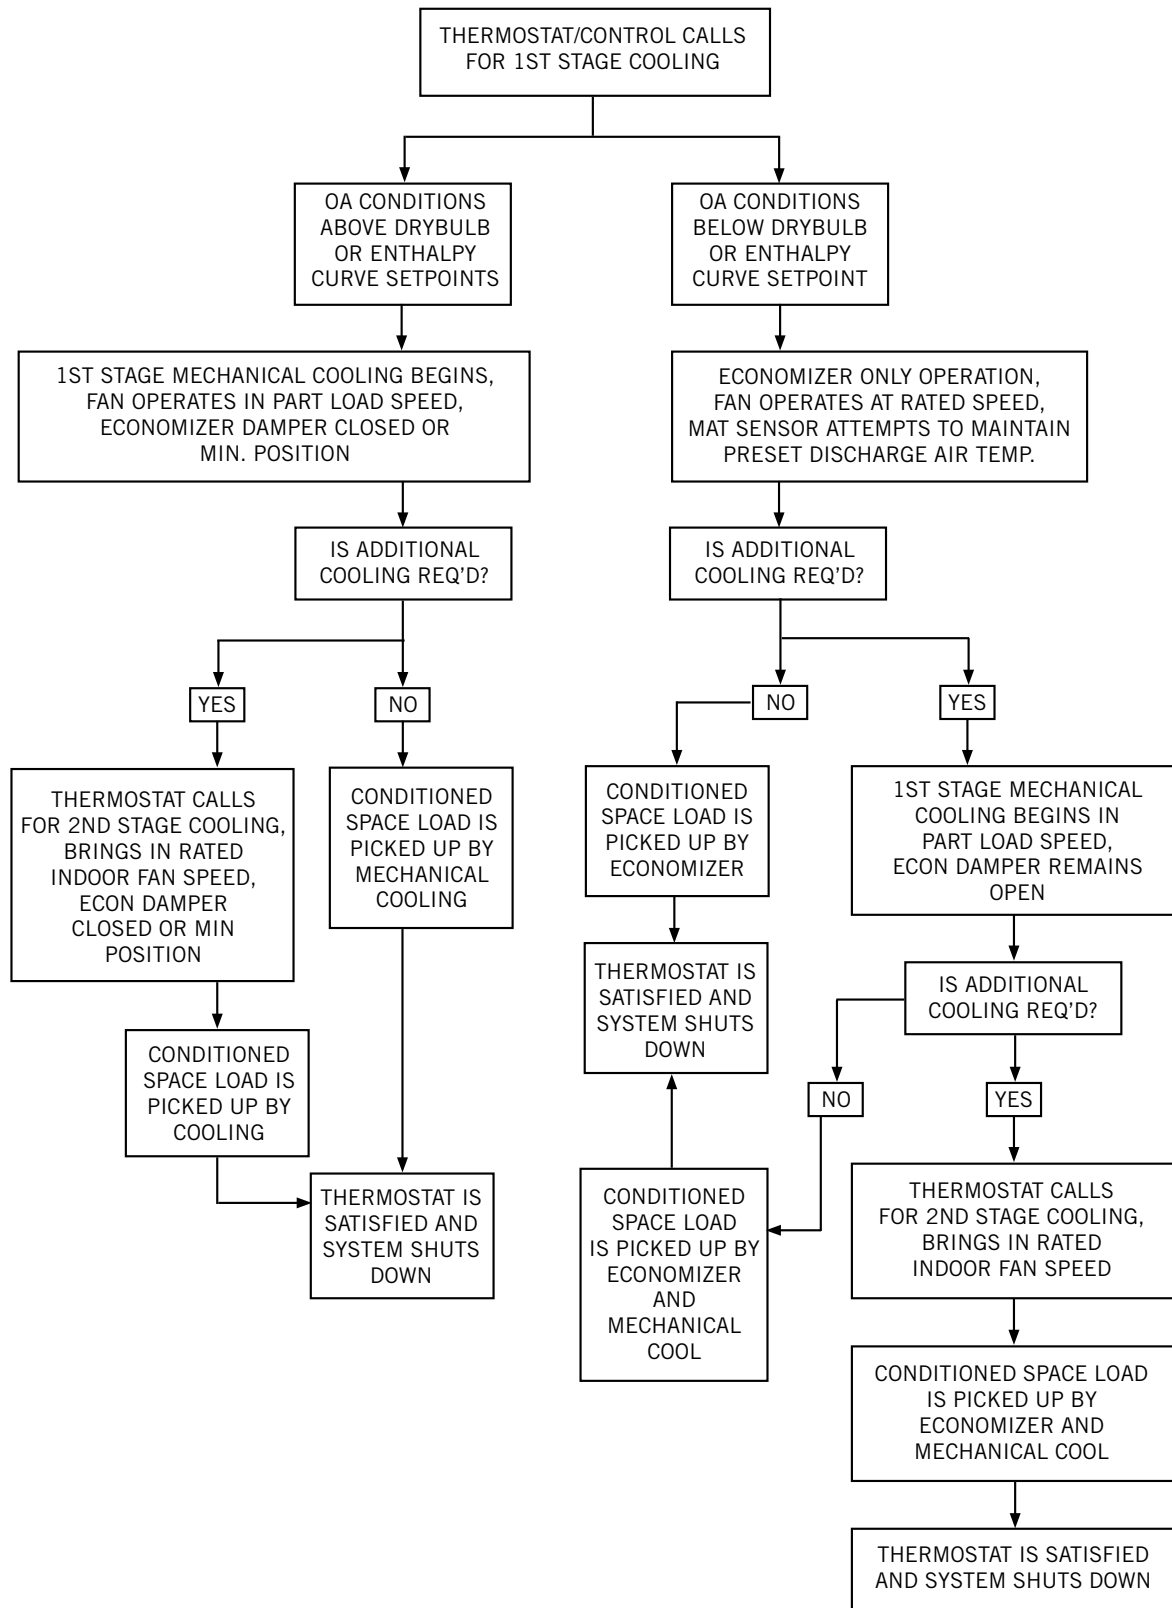 THERMOSTAT/CONTROL CALLS
FOR 1ST STAGE COOLING
OA CONDITIONS
ABOVE DRYBULB
OR ENTHALPY
CURVE SETPOINTS
OA CONDITIONS
BELOW DRYBULB
OR ENTHALPY
CURVE SETPOINT
1ST STAGE MECHANICAL COOLING BEGINS,
FAN OPERATES IN PART LOAD SPEED,
ECONOMIZER DAMPER CLOSED OR
MIN. POSITION
ECONOMIZER ONLY OPERATION,
FAN OPERATES AT RATED SPEED,
MAT SENSOR ATTEMPTS TO MAINTAIN
PRESET DISCHARGE AIR TEMP.
IS ADDITIONAL
COOLING REQ’D?
IS ADDITIONAL
COOLING REQ’D?
YES
NO
NO
YES
THERMOSTAT CALLS
FOR 2ND STAGE COOLING,
BRINGS IN RATED
INDOOR FAN SPEED,
ECON DAMPER
CLOSED OR MIN
POSITION
CONDITIONED
SPACE LOAD IS
PICKED UP BY
MECHANICAL
COOLING
CONDITIONED
SPACE LOAD IS
PICKED UP BY
ECONOMIZER
1ST STAGE MECHANICAL
COOLING BEGINS IN
PART LOAD SPEED,
ECON DAMPER REMAINS
OPEN
THERMOSTAT IS
SATISFIED AND
SYSTEM SHUTS
DOWN
IS ADDITIONAL
COOLING REQ’D?
CONDITIONED
SPACE LOAD IS
PICKED UP BY
COOLING
NO
YES
THERMOSTAT IS
SATISFIED AND
SYSTEM SHUTS
DOWN
CONDITIONED
SPACE LOAD
IS PICKED UP BY
ECONOMIZER
AND
MECHANICAL
COOL
THERMOSTAT CALLS
FOR 2ND STAGE COOLING,
BRINGS IN RATED
INDOOR FAN SPEED
CONDITIONED SPACE LOAD
IS PICKED UP BY
ECONOMIZER AND
MECHANICAL COOL
THERMOSTAT IS SATISFIED
AND SYSTEM SHUTS DOWN